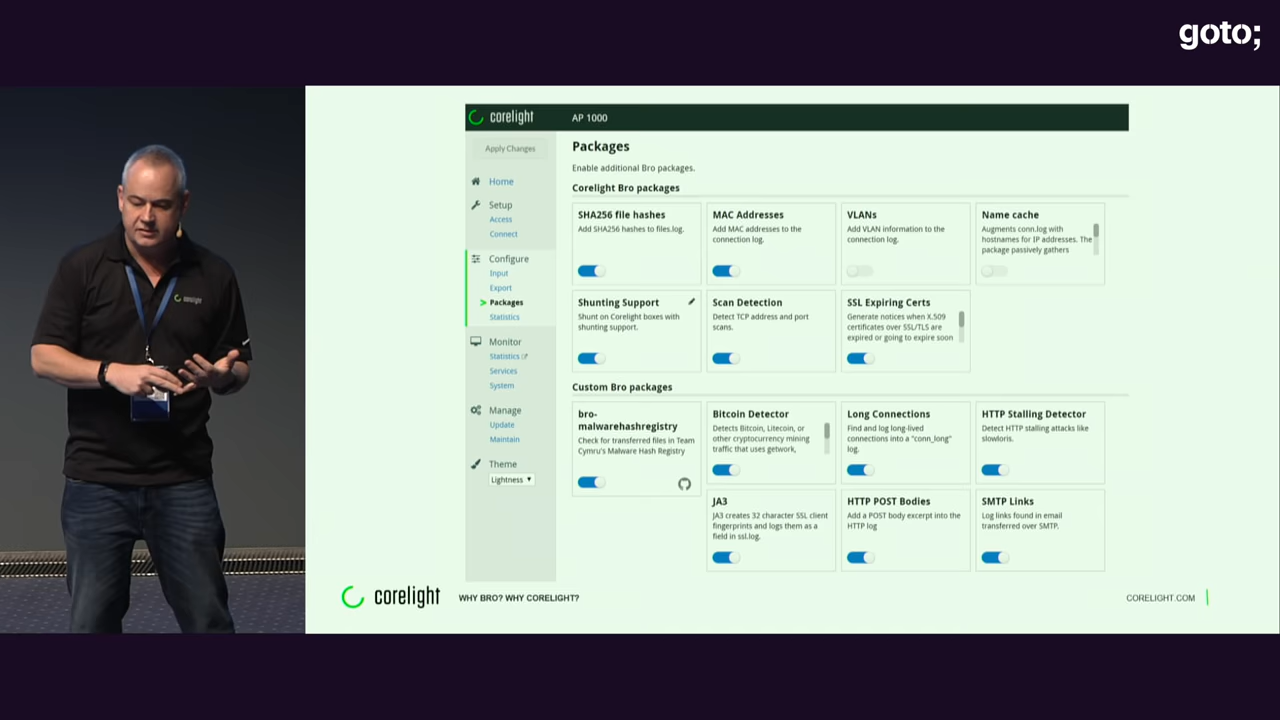 goto;
corelight
AP 1000
Apply Changes
Home
Setup
Access
Connect
Configure
Input
Export
> Packages
Statistics
Monitor
Statistics
Services
System
Manage
Update
Maintain
Theme
Lightness
Packages
Enable additional Bro packages.
Corelight Bro packages
SHA256 file hashes
Add SHA256 hashes to files.log.
MAC Addresses
Add MAC addresses to the
connection log.
VLANs
Add VLAN information to the
connection log.
Name cache
Augments conn.log with
hostnames for IP addresses. The
package passively gathers
Shunting Support
Shunt on Corelight boxes with
shunting support.
Scan Detection
Detect TCP address and port
scans.
SSL Expiring Certs
Generate notices when X.509
certificates over SSL/TLS are
expired or going to expire soon
Custom Bro packages
bro-
malwarehashregistry
Check for transferred files in Team
Cymru's Malware Hash Registry
Bitcoin Detector
Detects Bitcoin, Litecoin, or
other cryptocurrency mining
traffic that uses getwork,
Long Connections
Find and log long-lived
connections into a "conn_long"
log.
HTTP Stalling Detector
Detect HTTP stalling attacks like
slowloris.
JA3
JA3 creates 32 character SSL client
fingerprints and logs them as a
field in ssl.log.
HTTP POST Bodies
Add a POST body excerpt into the
HTTP log
SMTP Links
Log links found in email
transferred over SMTP.
corelight
WHY BRO? WHY CORELIGHT?
CORELIGHT.COM
corelight